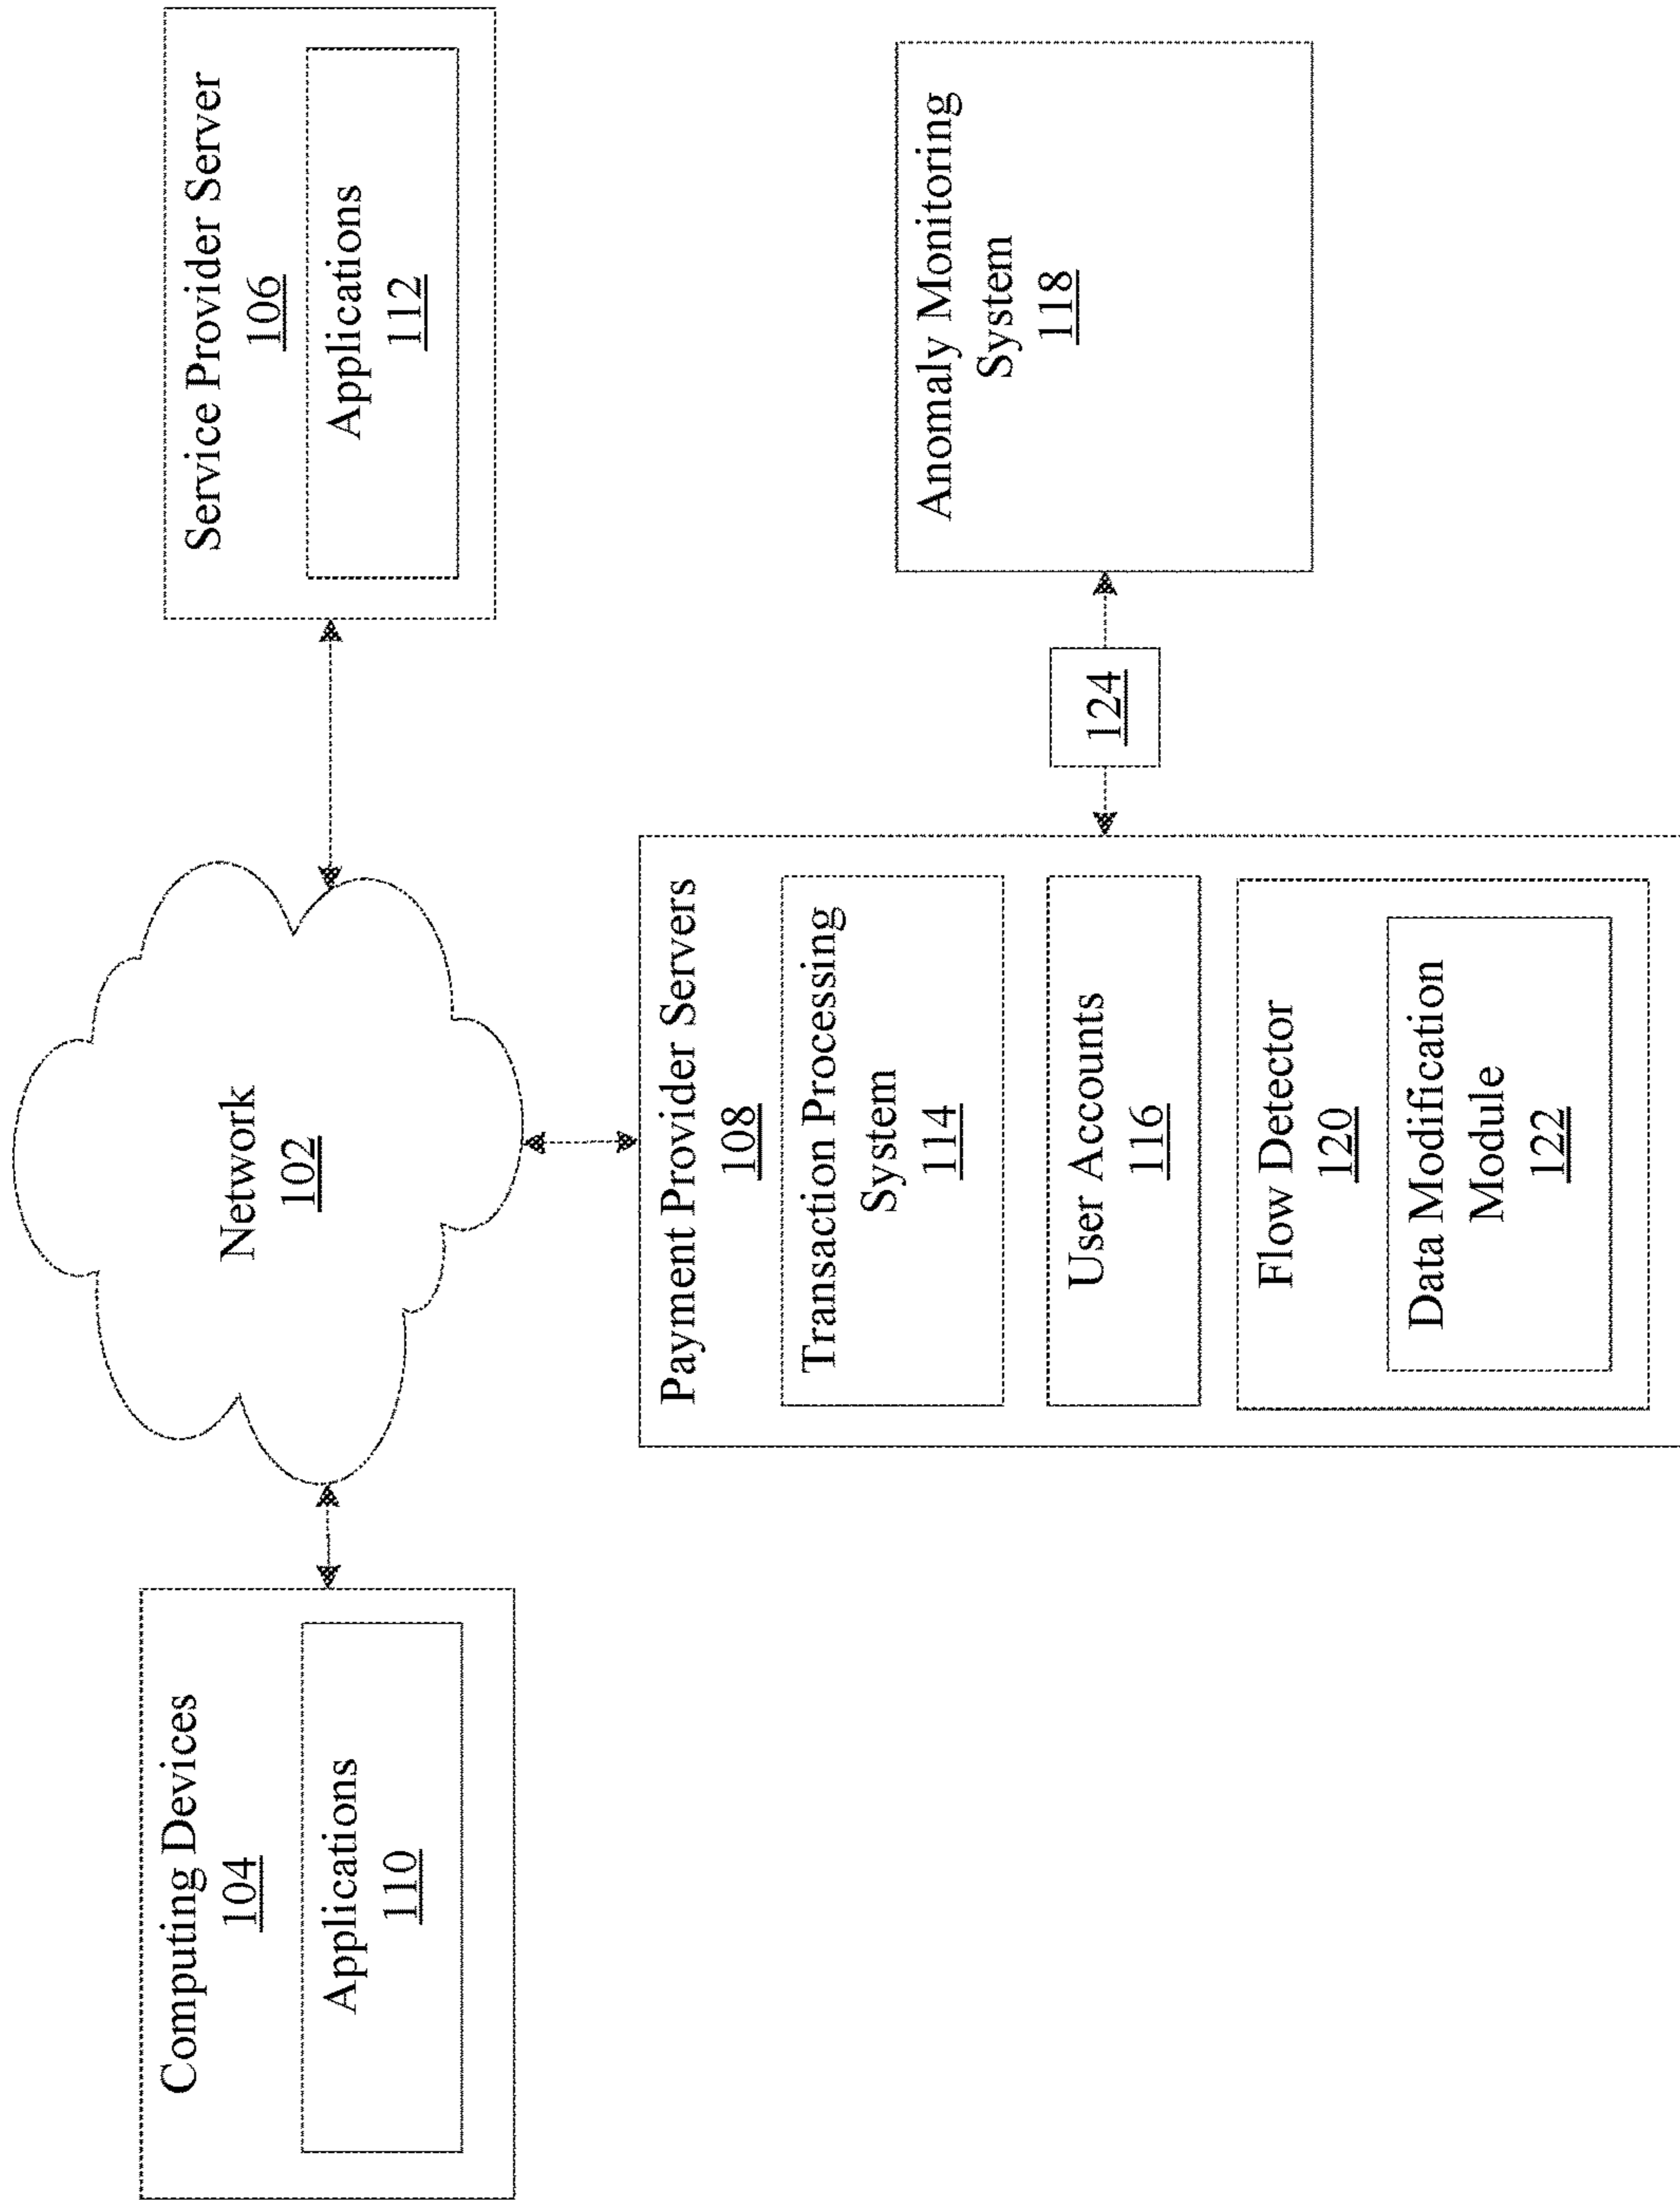 Computing Devices
104
Applications
110
Network
102
Service Provider Server
106
Applications
112
Payment Provider Servers
108
Transaction Processing
System
114
User Accounts
116
Flow Detector
120
Data Modification
Module
122
124
Anomaly Monitoring
System
118